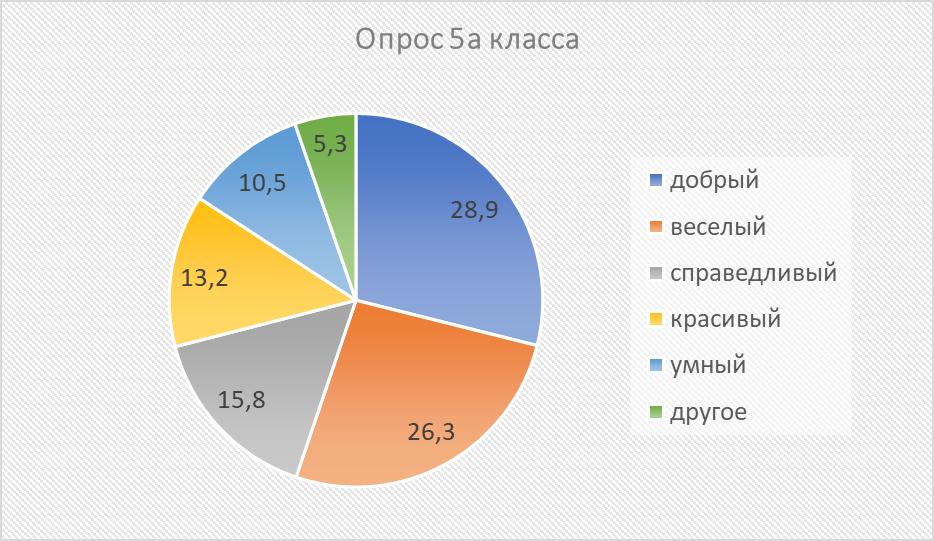 Опрос 5а класса
5,3
10,5
28,9
13,2
15,8
26,3
добрый
веселый
справедливый
красивый
умный
другое